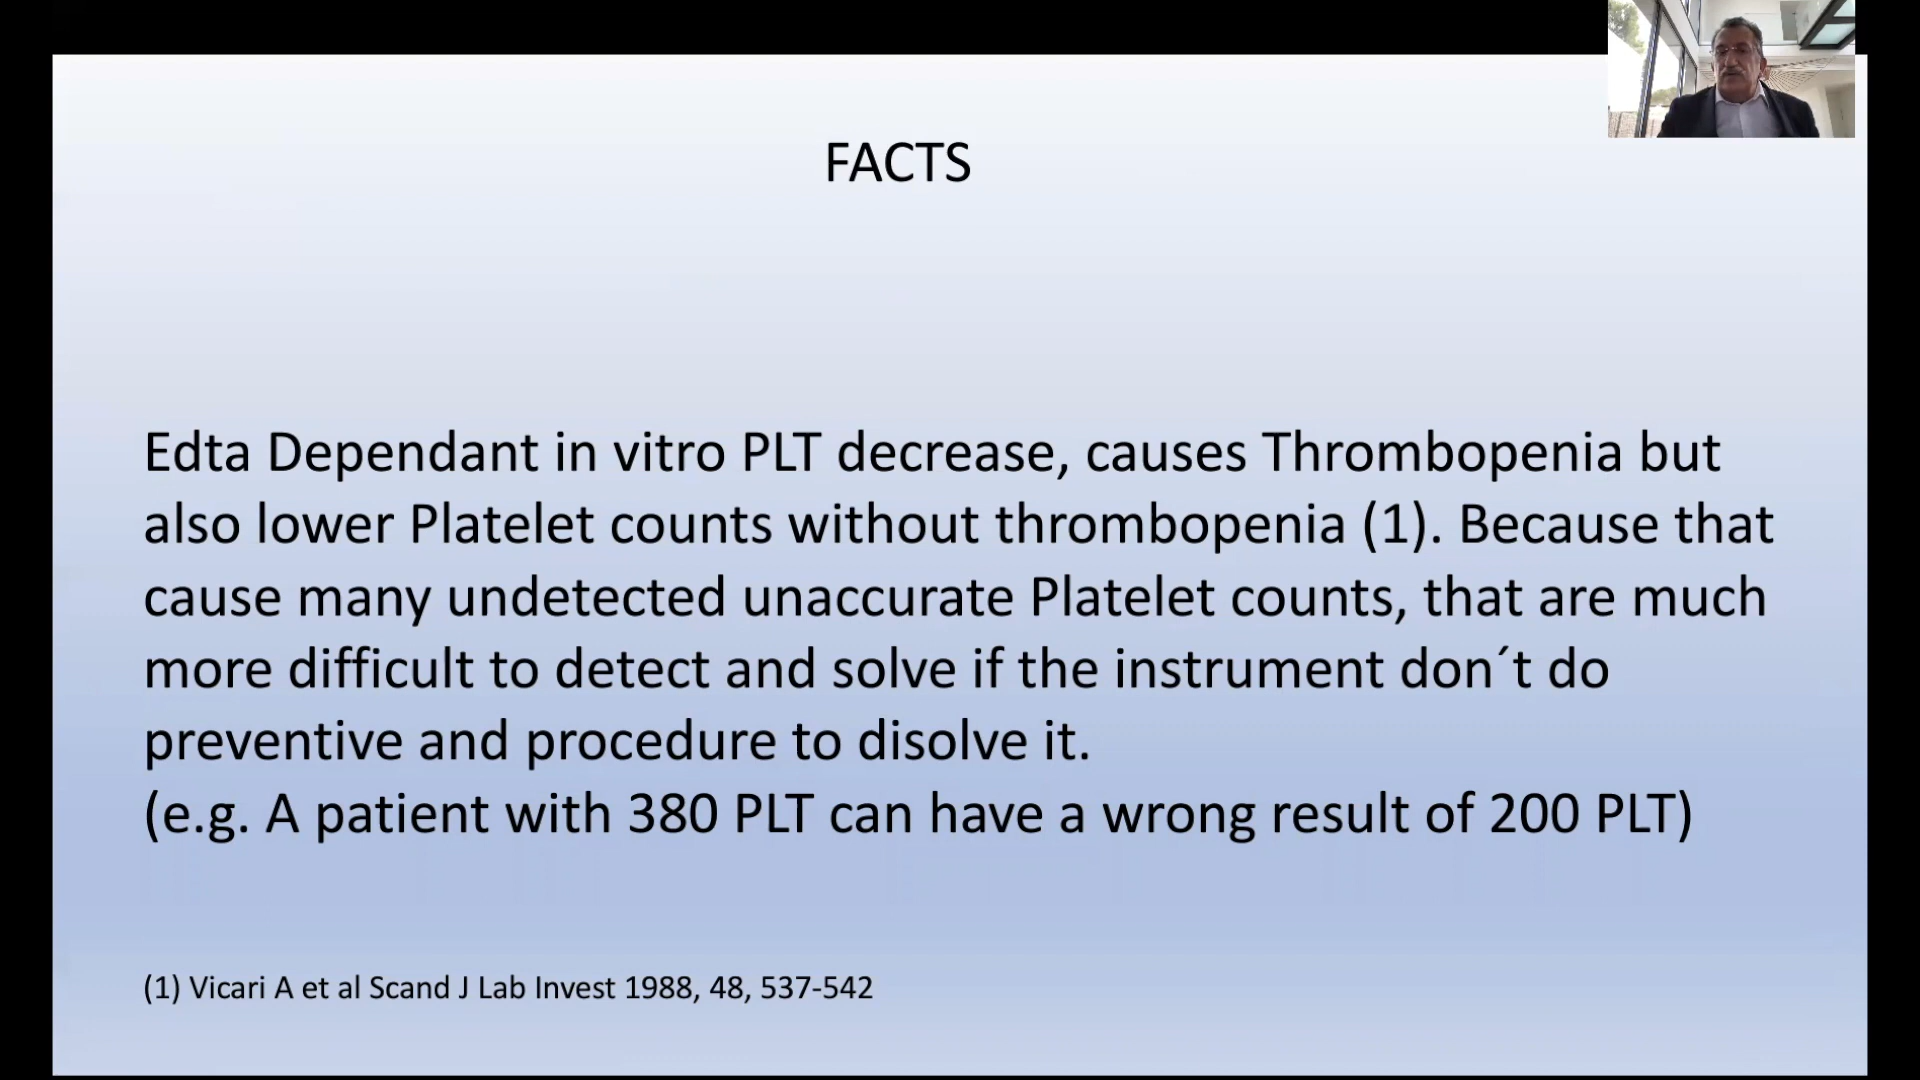 FACTS
Edta Dependant in vitro PLT decrease, causes Thrombopenia but
also lower Platelet counts without thrombopenia (1). Because that
cause many undetected unaccurate Platelet counts, that are much
more difficult to detect and solve if the instrument don´t do
preventive and procedure to disolve it.
(e.g. A patient with 380 PLT can have a wrong result of 200 PLT)
(1) Vicari A et al Scand J Lab Invest 1988, 48, 537-542